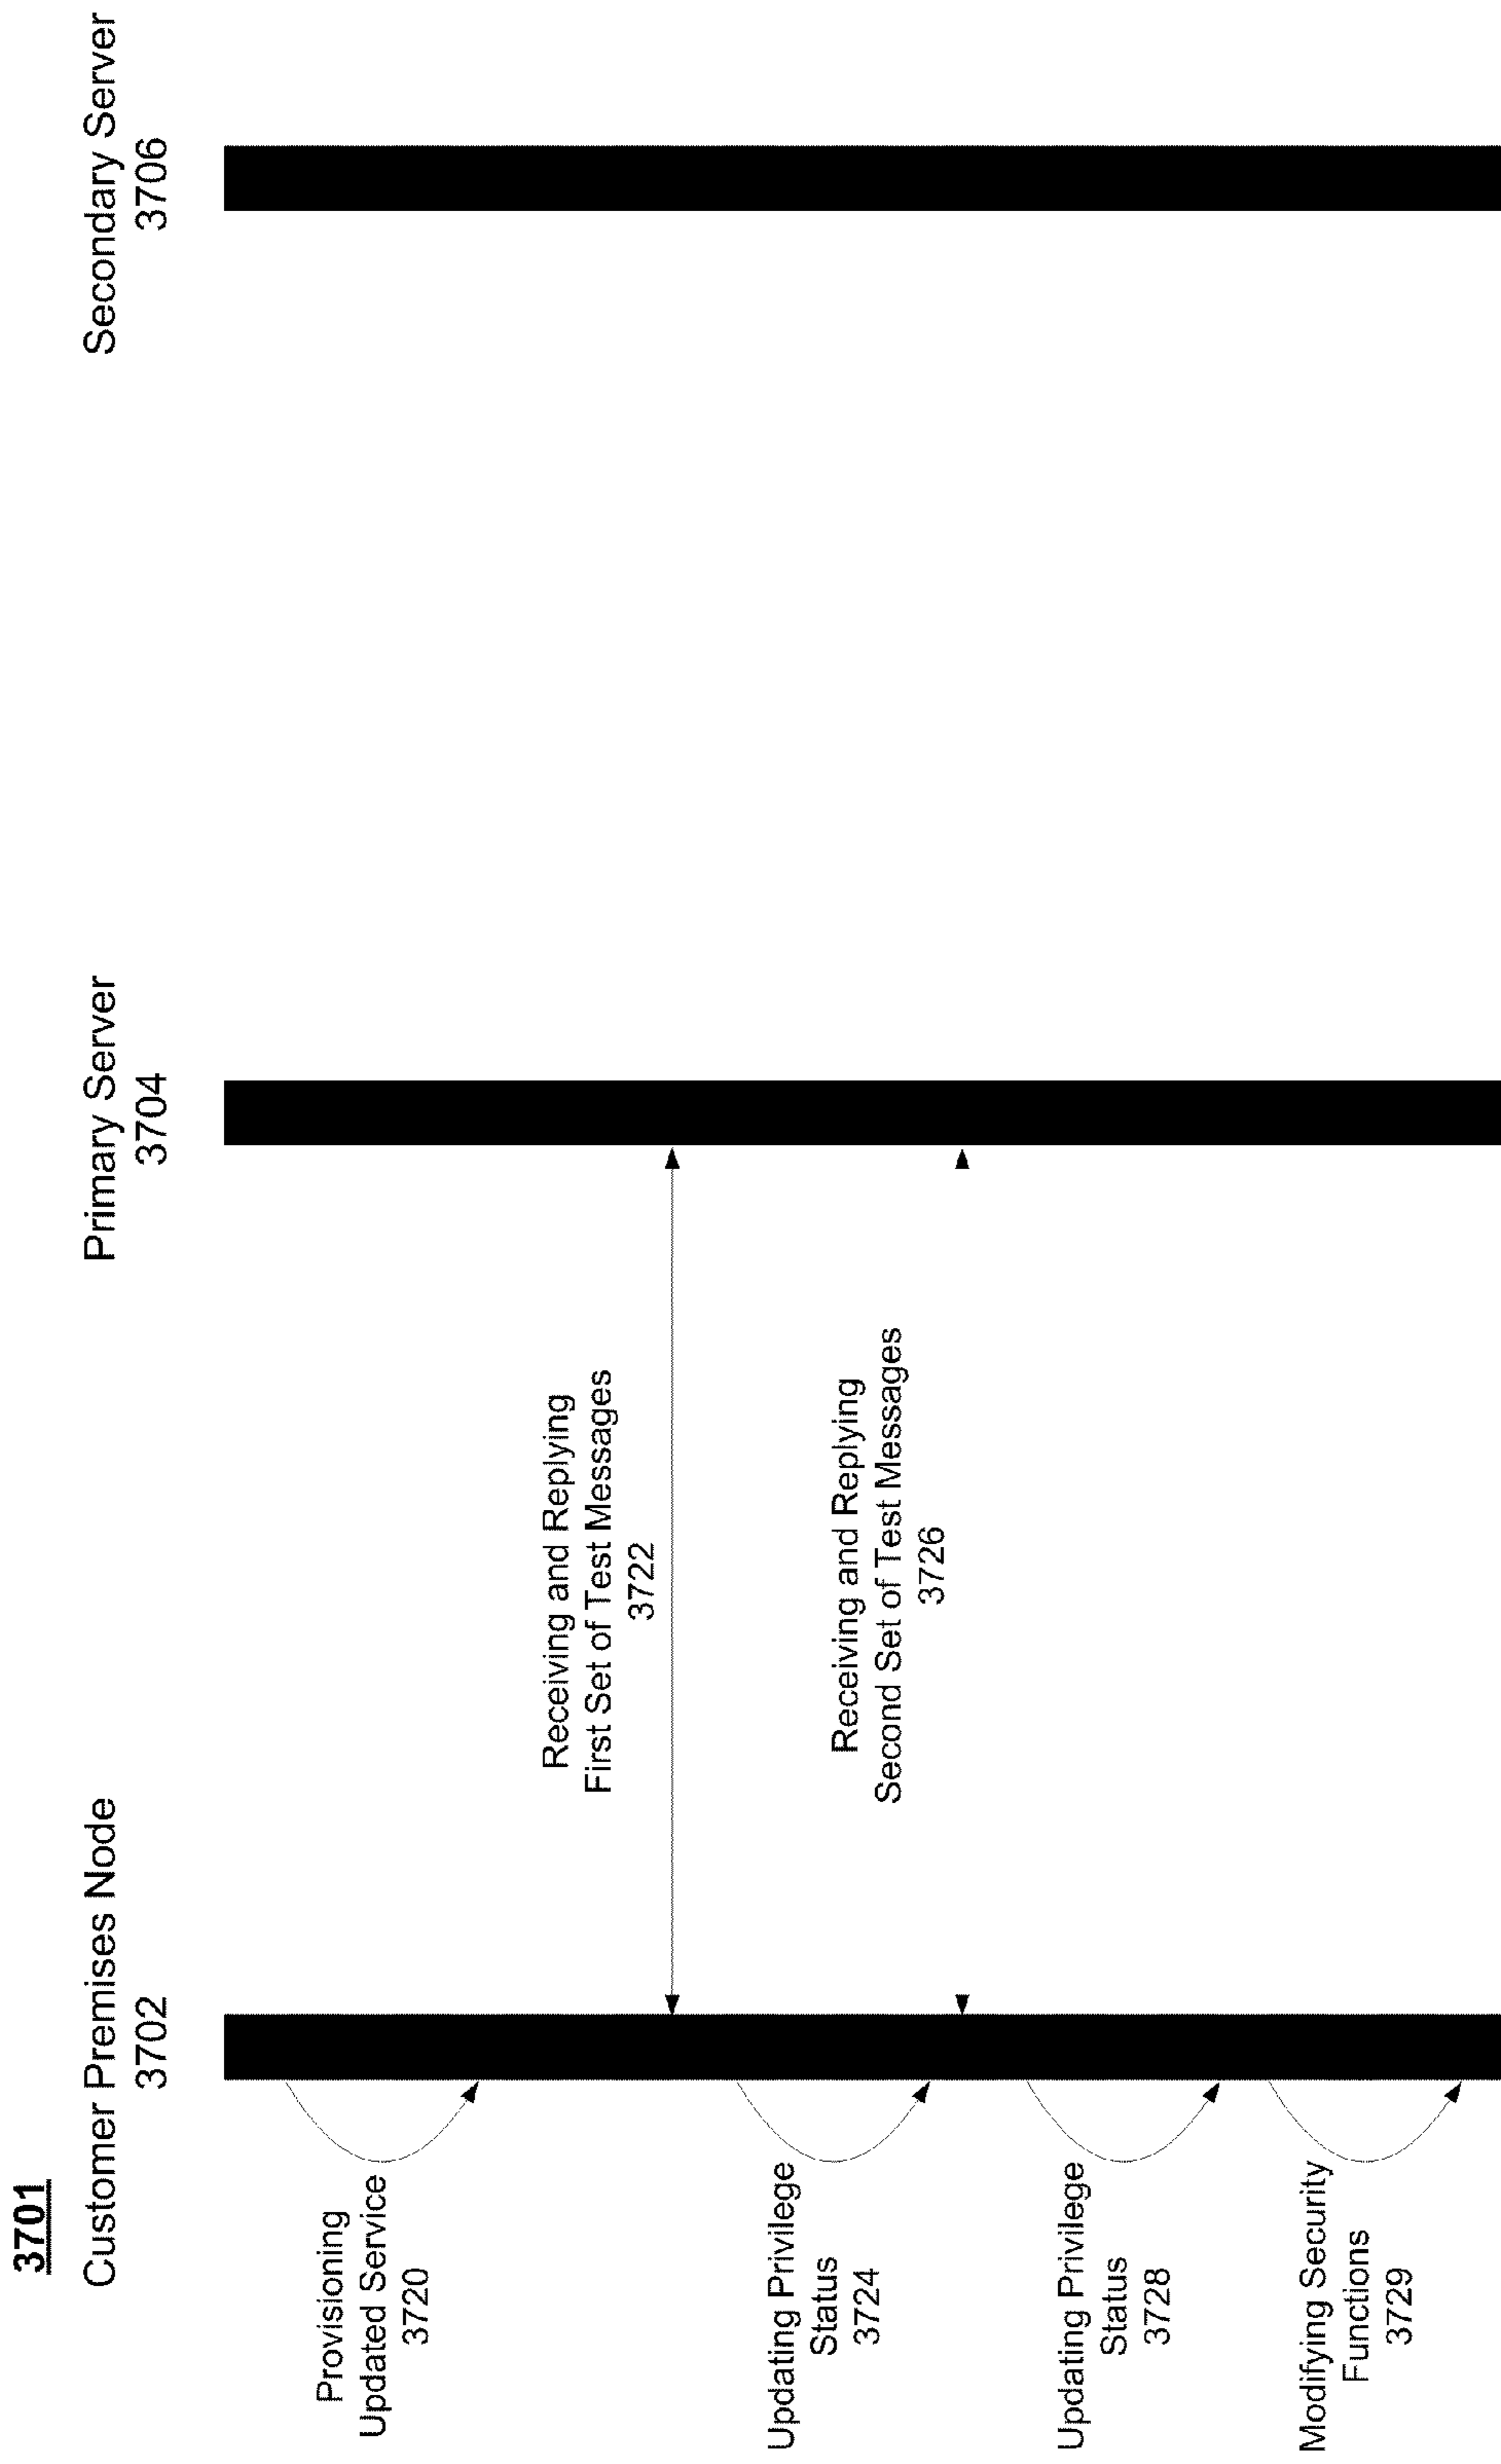 3701
Customer Premises Node
3702
Primary Server
3704
Secondary Server
3706
Provisioning
Updated Service
3720
Receiving and Replying
First Set of Test Messages
3722
Updating Privilege
Status
3724
Receiving and Replying
Second Set of Test Messages
3726
Updating Privilege
Status
3728
Modifying Security
Functions
3729